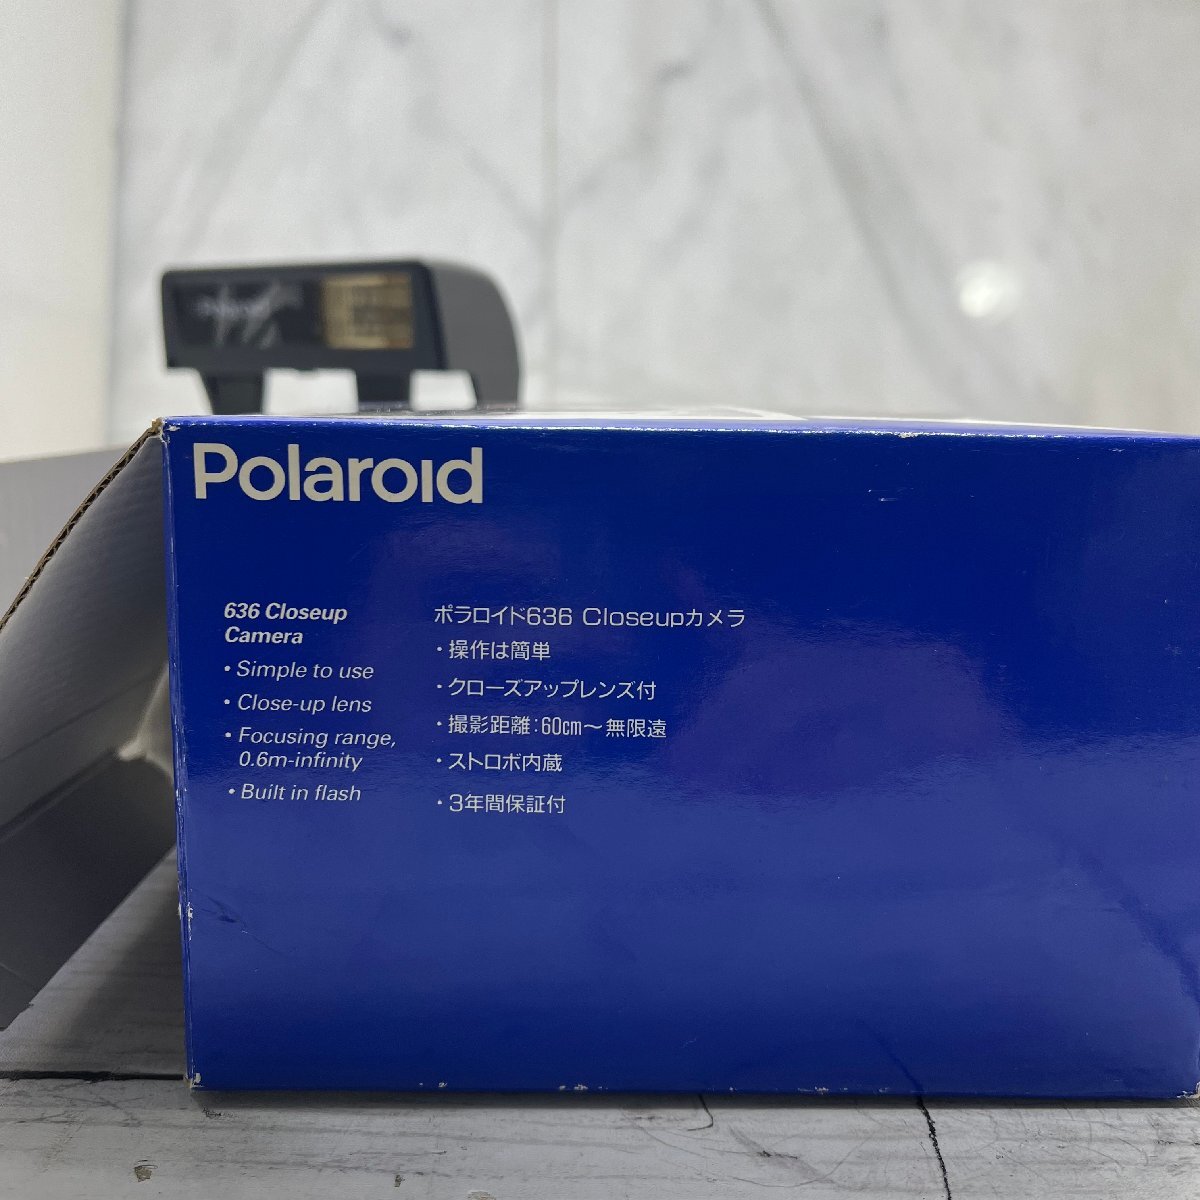 Polaroid
636 Closeup
Camera
• Simple to use
• Close-up lens
• Focusing range,
0.6m-infinity
• Built in flash
ポラロイド636 Closeupカメラ
・操作は簡単
・クローズアップレンズ付
・撮影距離:60cm〜無限遠
・ストロボ内蔵
・3年間保証付